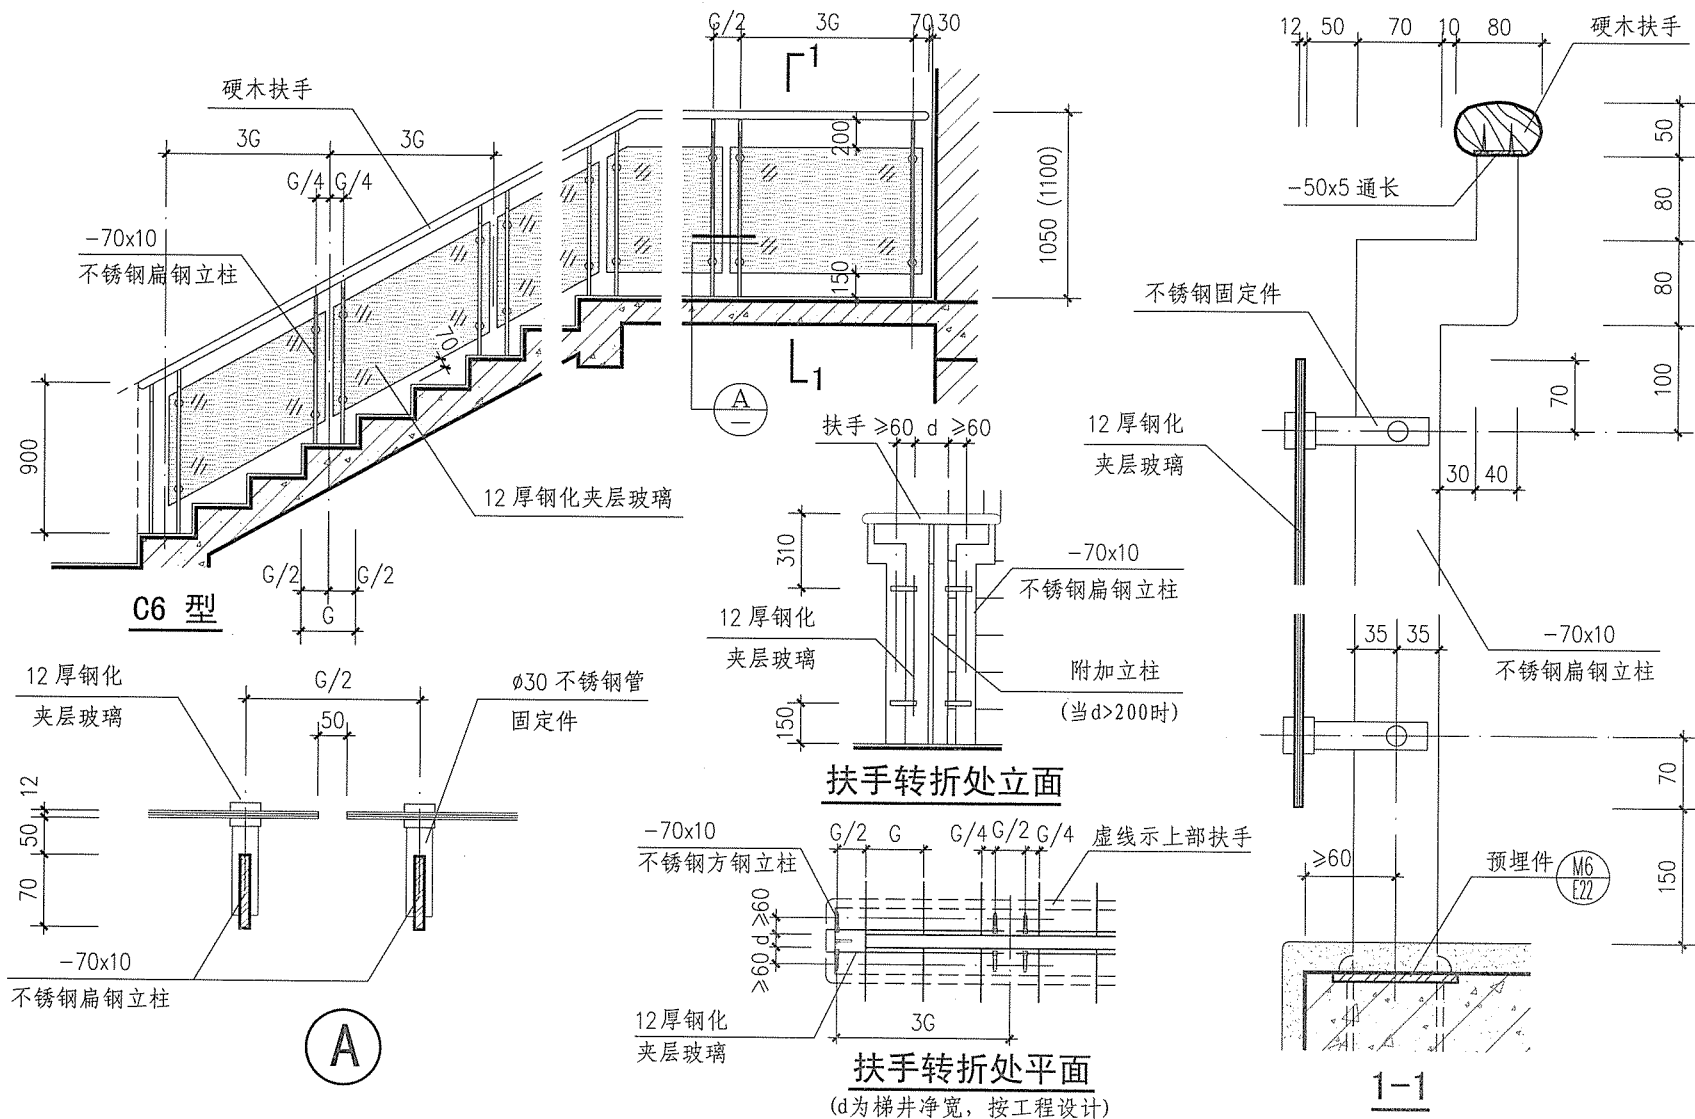 G/2
3G
70
30
1
硬木扶手
3G
3G
G/4
G/4
200
1050 (1100)
-70x10
不锈钢扁钢立柱
150
70
900
1
A
12厚钢化夹层玻璃
G/2
G/2
G
C6 型
12厚钢化
夹层玻璃
G/2
50
ø30 不锈钢管
固定件
12
50
70
-70x10
不锈钢扁钢立柱
A
扶手
≥60
d
≥60
310
-70x10
不锈钢扁钢立柱
12厚钢化
夹层玻璃
附加立柱
(当d>200时)
150
扶手转折处立面
-70x10
不锈钢方钢立柱
G/2
G
G/4
G/2
G/4
虚线示上部扶手
≥60
d
≥60
12厚钢化
夹层玻璃
3G
扶手转折处平面
(d为梯井净宽，按工程设计)
12
50
70
10
80
硬木扶手
50
-50x5 通长
80
不锈钢固定件
80
100
70
12厚钢化
夹层玻璃
30
40
35
35
-70x10
不锈钢扁钢立柱
70
≥60
预埋件
M6
E22
150
1-1